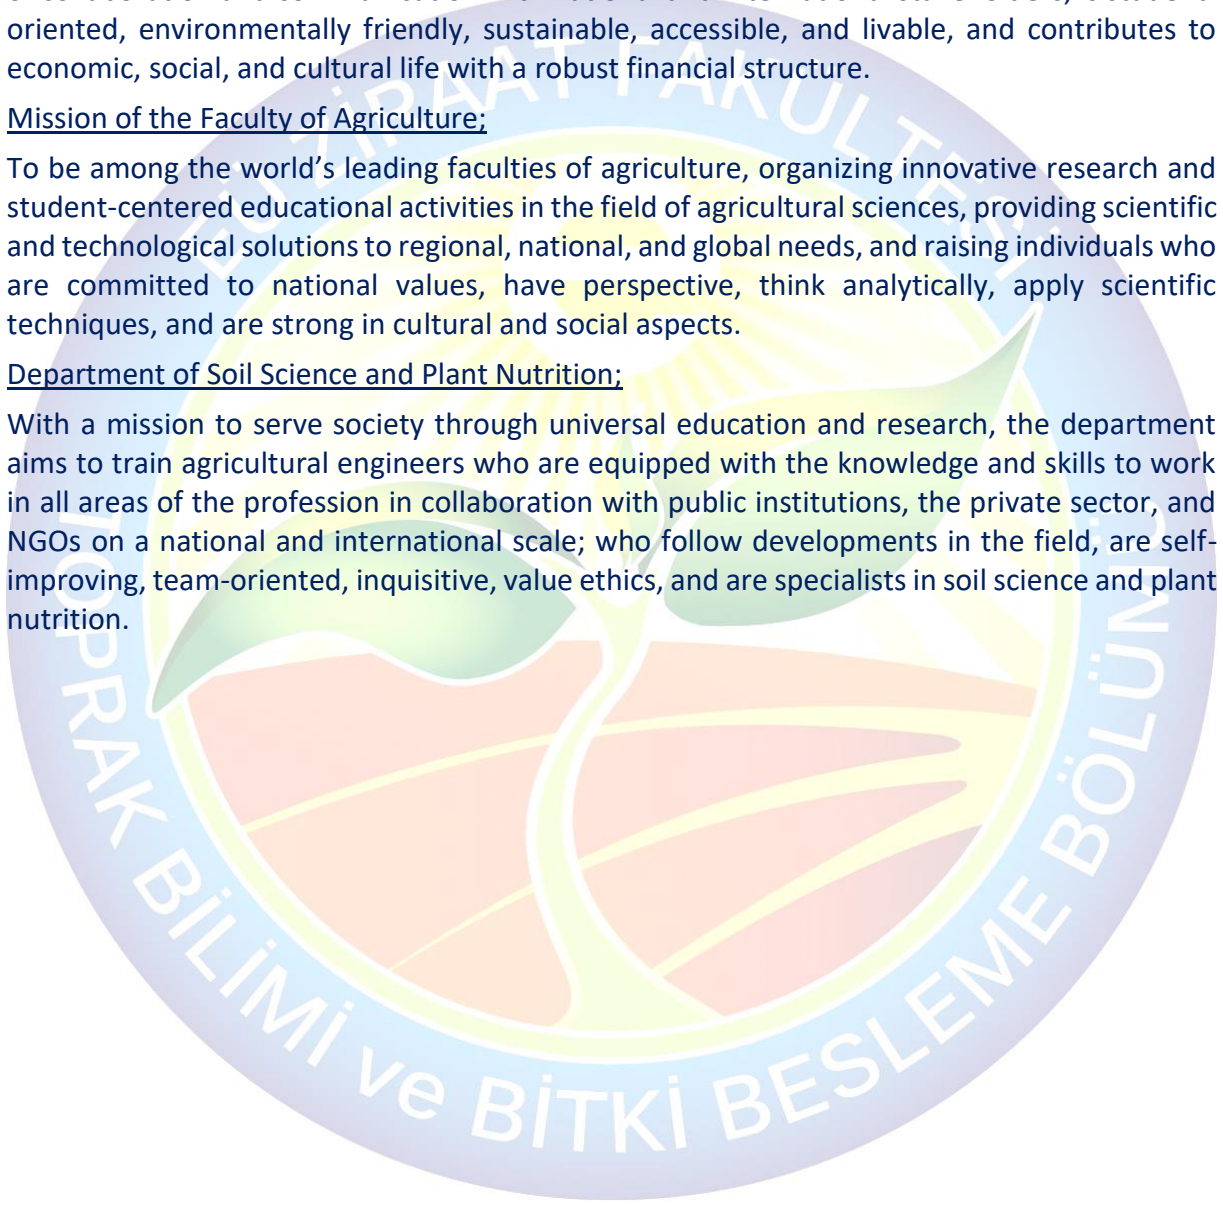 oriented, environmentally friendly, sustainable, accessible, and livable, and contributes to
economic, social, and cultural life with a robust financial structure.
Mission of the Faculty of Agriculture;
To be among the world’s leading faculties of agriculture, organizing innovative research and
student-centered educational activities in the field of agricultural sciences, providing scientific
and technological solutions to regional, national, and global needs, and raising individuals who
are committed to national values, have perspective, think analytically, apply scientific
techniques, and are strong in cultural and social aspects.
Department of Soil Science and Plant Nutrition;
With a mission to serve society through universal education and research, the department
aims to train agricultural engineers who are equipped with the knowledge and skills to work
in all areas of the profession in collaboration with public institutions, the private sector, and
NGOs on a national and international scale; who follow developments in the field, are self-
improving, team-oriented, inquisitive, value ethics, and are specialists in soil science and plant
nutrition.
ZİRAAT FAKÜLTESİ
TOPRAK BİLİMİ ve BİTKİ BESLEME BÖLÜMÜ